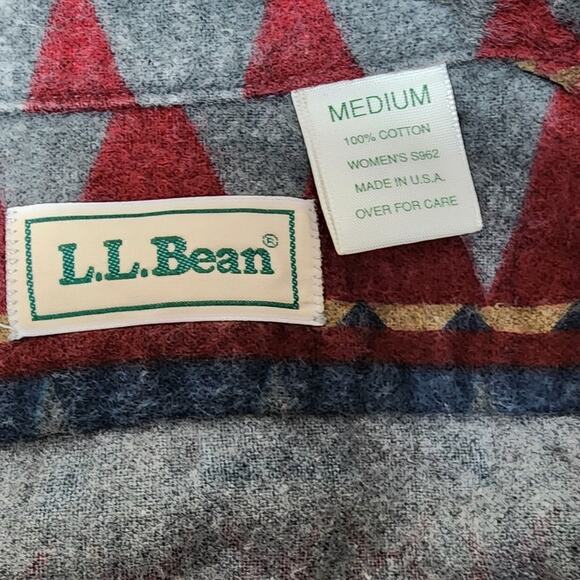 MEDIUM
100% COTTON
WOMEN'S S962
MADE IN U.S.A.
OVER FOR CARE
L.L.Bean®